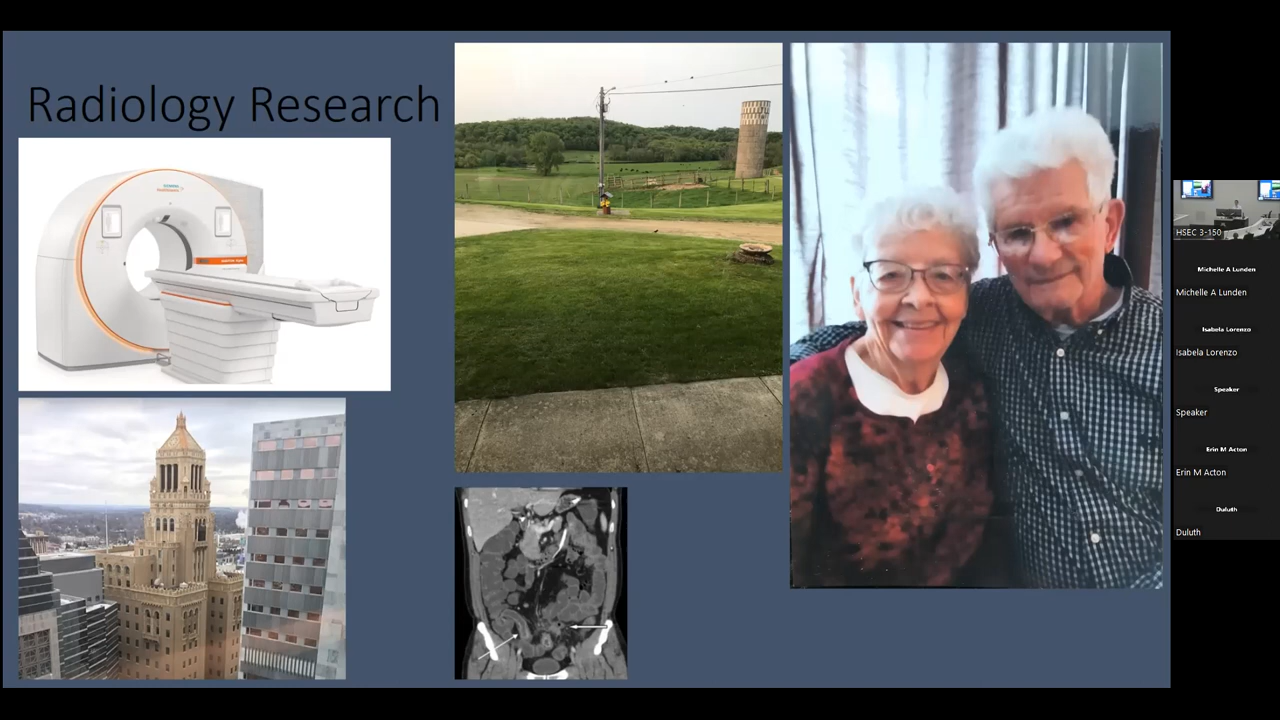 Radiology Research
HSEC 3-150
Michelle A Lunden
Michelle A Lunden
Isabela Lorenzo
Isabela Lorenzo
Speaker
Speaker
Erin M Acton
Erin M Acton
Duluth
Duluth